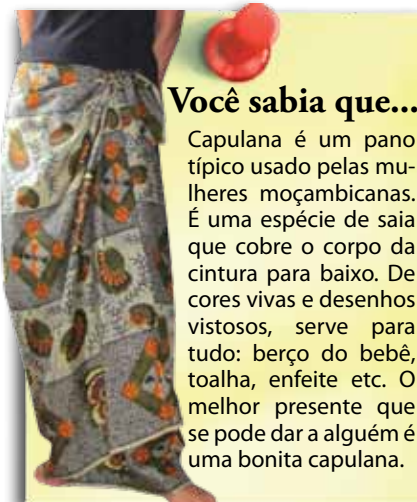 Você sabia que...
Capulana é um pano
típico usado pelas mu-
lheres moçambicanas.
É uma espécie de saia
que cobre o corpo da
cintura para baixo. De
cores vivas e desenhos
vistosos, serve para
tudo: berço do bebê,
toalha, enfeite etc. O
melhor presente que
se pode dar a alguém é
uma bonita capulana.